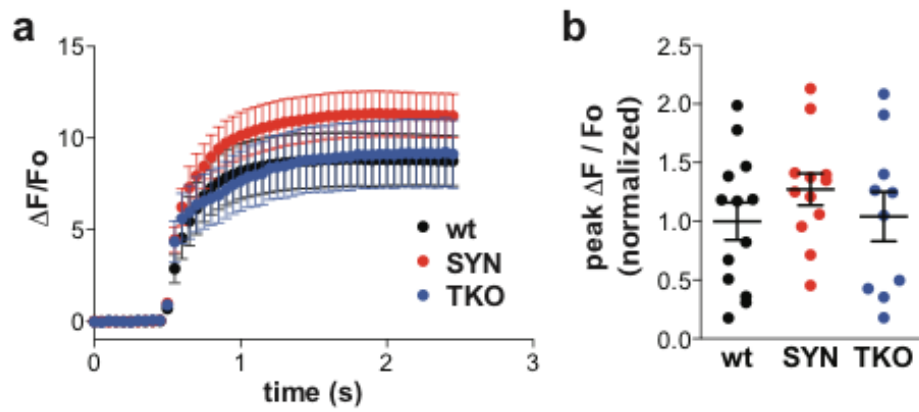 a
ΔF/Fo
15
10
5
0
wt
SYN
TKO
0
1
2
3
time (s)
b
peak ΔF / Fo
(normalized)
2.5
2.0
1.5
1.0
0.5
0.0
wt SYN TKO